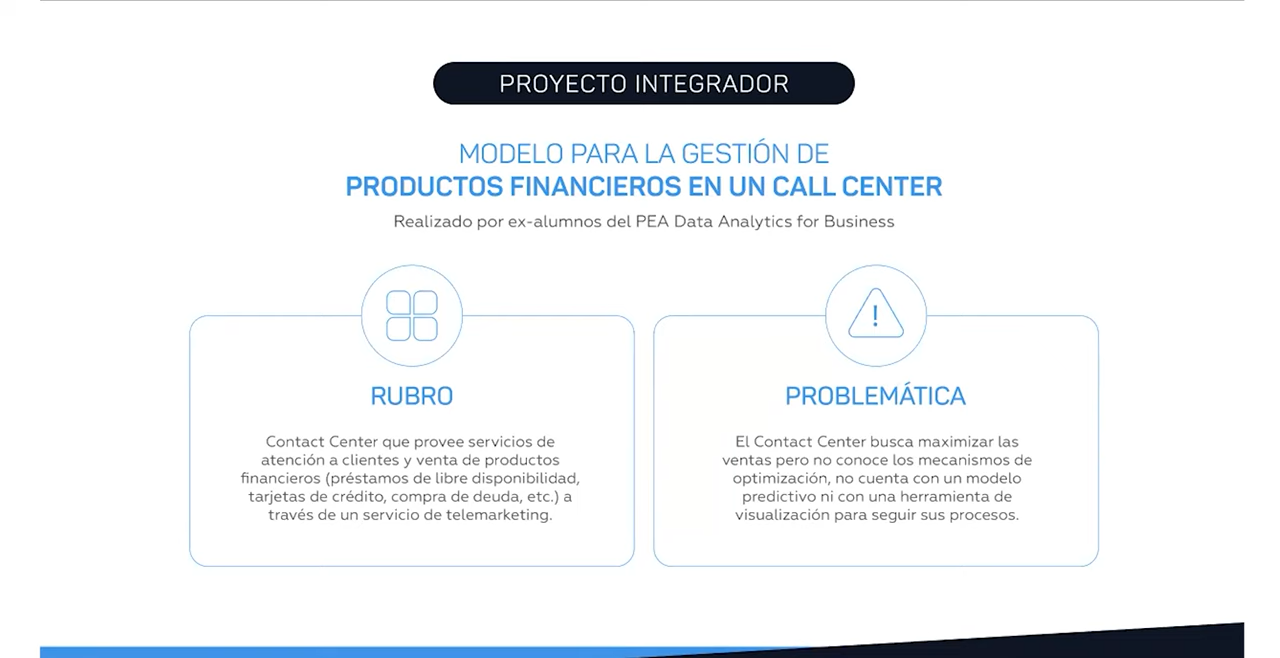 PROYECTO INTEGRADOR
MODELO PARA LA GESTIÓN DE
PRODUCTOS FINANCIEROS EN UN CALL CENTER
Realizado por ex-alumnos del PEA Data Analytics for Business
RUBRO
Contact Center que provee servicios de
atención a clientes y venta de productos
financieros (préstamos de libre disponibilidad,
tarjetas de crédito, compra de deuda, etc.) a
través de un servicio de telemarketing.
PROBLEMÁTICA
El Contact Center busca maximizar las
ventas pero no conoce los mecanismos de
optimización, no cuenta con un modelo
predictivo ni con una herramienta de
visualización para seguir sus procesos.